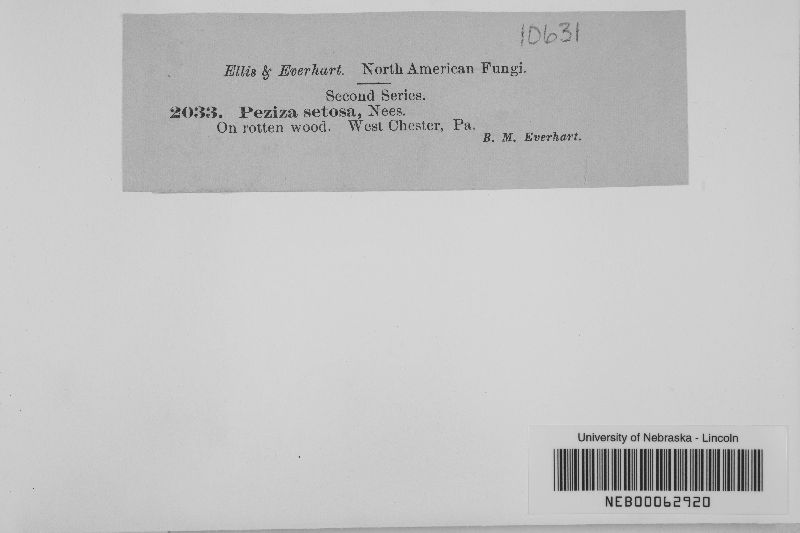 10631
Ellis & Everhart. North American Fungi.
Second Series.
2033. Peziza setosa, Nees.
On rotten wood. West Chester, Pa.
B. M. Everhart.
University of Nebraska - Lincoln
NEB00062920